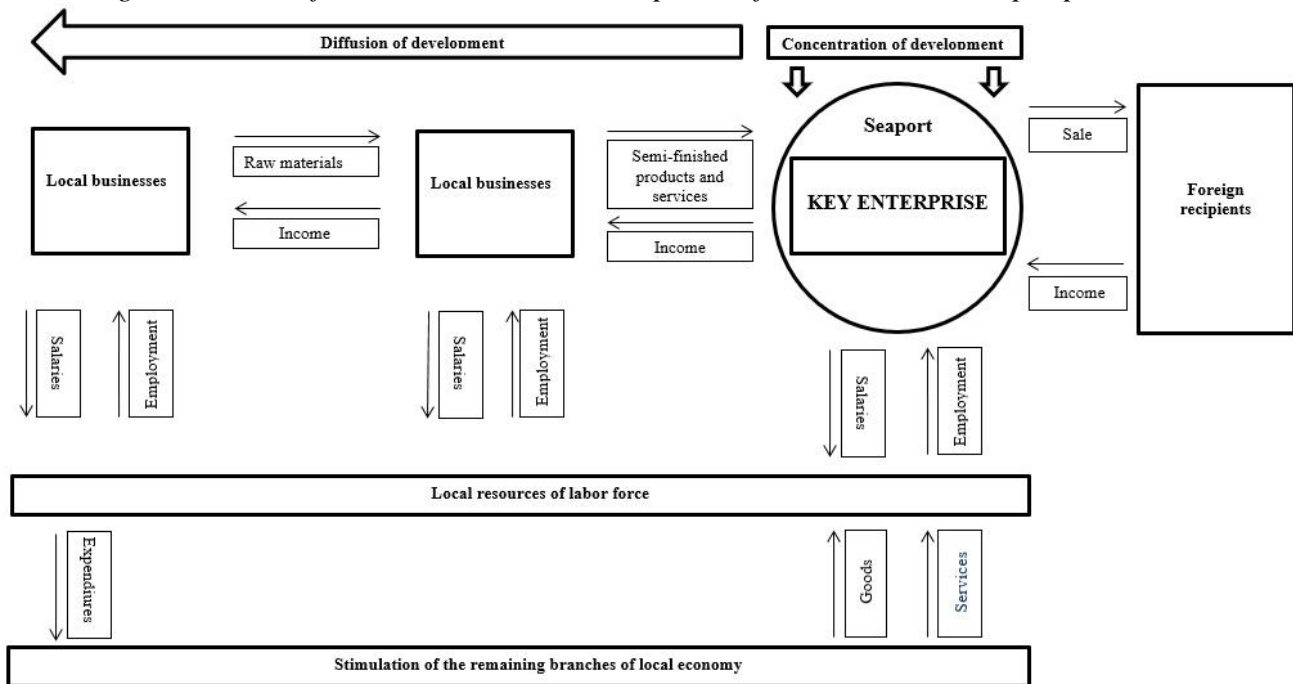 Diffusion of development
Concentration of development
Local businesses
Raw materials
Income
Local businesses
Semi-finished
products and
services
Income
Seaport
KEY ENTERPRISE
Sale
Income
Foreign
recipients
Salaries
Employment
Salaries
Employment
Salaries
Employment
Local resources of labor force
Expendiures
Goods
Services
Stimulation of the remaining branches of local economy